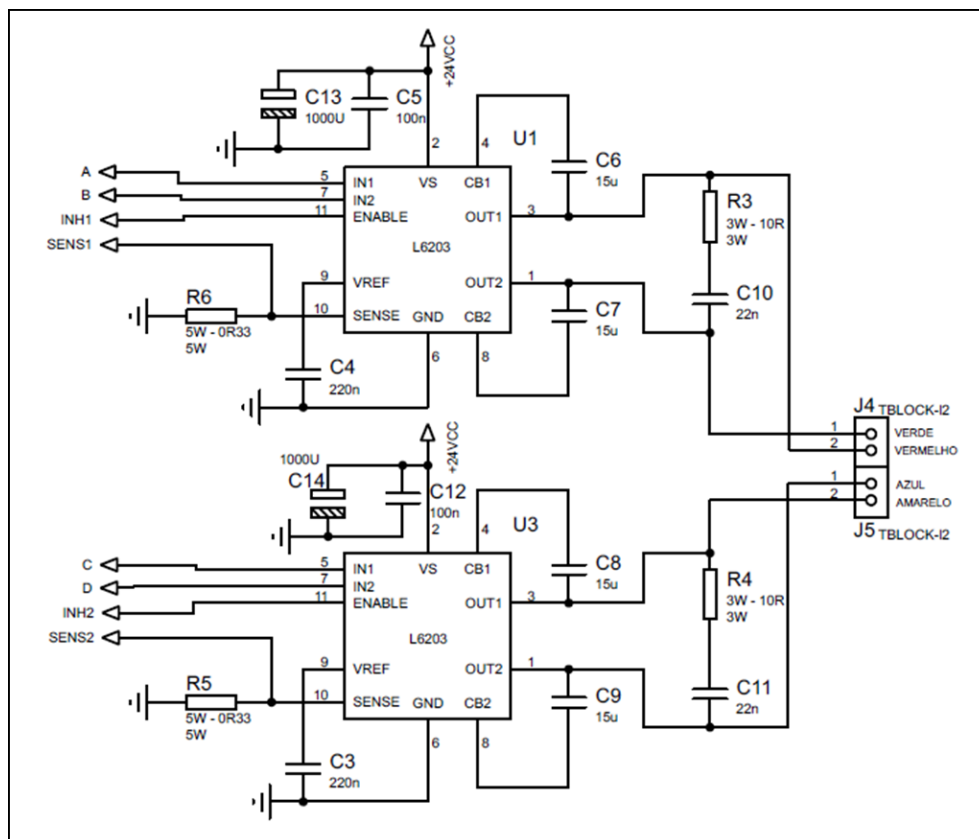 +24VCC
C13
1000U
C5
100n
2
4
U1
C6
15u
A
B
INH1
SENS1
5
7
11
IN1
IN2
ENABLE
VS
CB1
OUT1
3
L6203
R3
3W - 10R
3W
9
VREF
OUT2
1
C10
22n
R6
5W - 0R33
5W
10
SENSE
GND
CB2
C7
15u
6
8
C4
220n
J4 TBLOCK-I2
1
VERDE
2
VERMELHO
1
AZUL
2
AMARELO
J5 TBLOCK-I2
+24VCC
1000U
C14
C12
100n
2
4
U3
C8
15u
C
D
INH2
SENS2
5
7
11
IN1
IN2
ENABLE
VS
CB1
OUT1
3
L6203
R4
3W - 10R
3W
9
VREF
OUT2
1
C11
22n
R5
5W - 0R33
5W
10
SENSE
GND
CB2
C9
15u
6
8
C3
220n